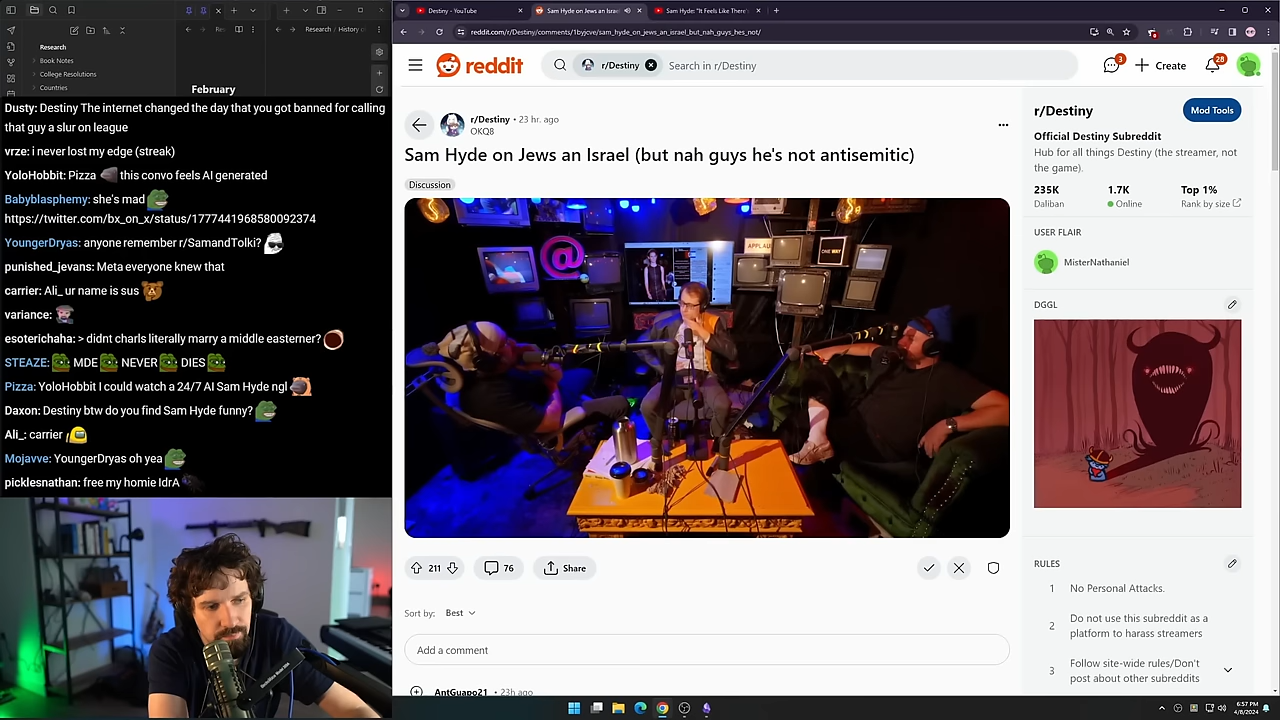 Destiny - YouTube
Sam Hyde on Jews an Israel
Sam Hyde: "It Feels Like There'
reddit.com/r/Destiny/comments/1byjcve/sam_hyde_on_jews_an_israel_but_nah_guys_hes_not/
Research
Book Notes
College Resolutions
Countries
Research / History (
February
Dusty: Destiny The internet changed the day that you got banned for calling
that guy a slur on league
vrze: i never lost my edge (streak)
YoloHobbit: Pizza this convo feels AI generated
Babyblasphemy: she's mad
https://twitter.com/bx_on_x/status/1777441968580092374
YoungerDryas: anyone remember r/SamandTolki?
punished_jevans: Meta everyone knew that
carrier: Ali_ur name is sus
variance:
esoterichaha: > didnt charls literally marry a middle easterner?
STEAZE: MDE NEVER DIES
Pizza: YoloHobbit I could watch a 24/7 AI Sam Hyde ngl
Daxon: Destiny btw do you find Sam Hyde funny?
Ali_: carrier
Mojavve: YoungerDryas oh yea
picklesnathan: free my homie IdrA
reddit
r/Destiny
Search in r/Destiny
3
Create
28
r/Destiny • 23 hr. ago
OKQB
Sam Hyde on Jews an Israel (but nah guys he's not antisemitic)
Discussion
@
APPLAU
ONE WAY
211
76
Share
Sort by: Best
Add a comment
AntGuapo21 • 23h ago
r/Destiny
Mod Tools
Official Destiny Subreddit
Hub for all things Destiny (the streamer, not
the game).
235K
1.7K
Top 1%
Daliban
Online
Rank by size
USER FLAIR
MisterNathaniel
DGGL
RULES
1 No Personal Attacks.
2 Do not use this subreddit as a
platform to harass streamers
3 Follow site-wide rules/Don't
post about other subreddits
6:57 PM
4/8/2024